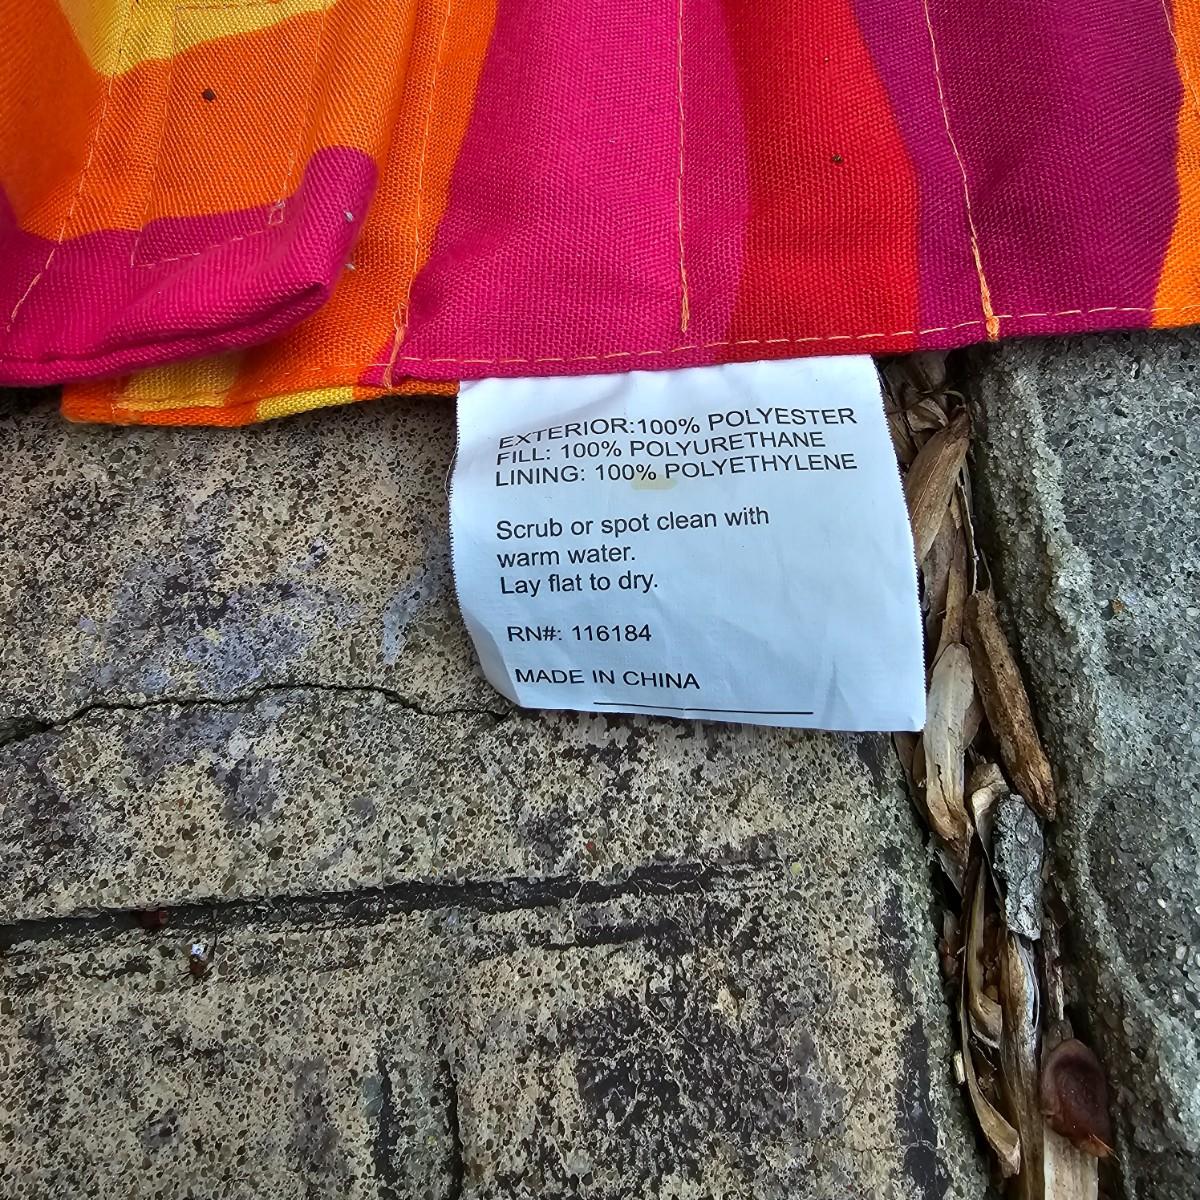 EXTERIOR:100% POLYESTER
FILL: 100% POLYURETHANE
LINING: 100% POLYETHYLENE
Scrub or spot clean with
warm water.
Lay flat to dry.
RN#: 116184
MADE IN CHINA